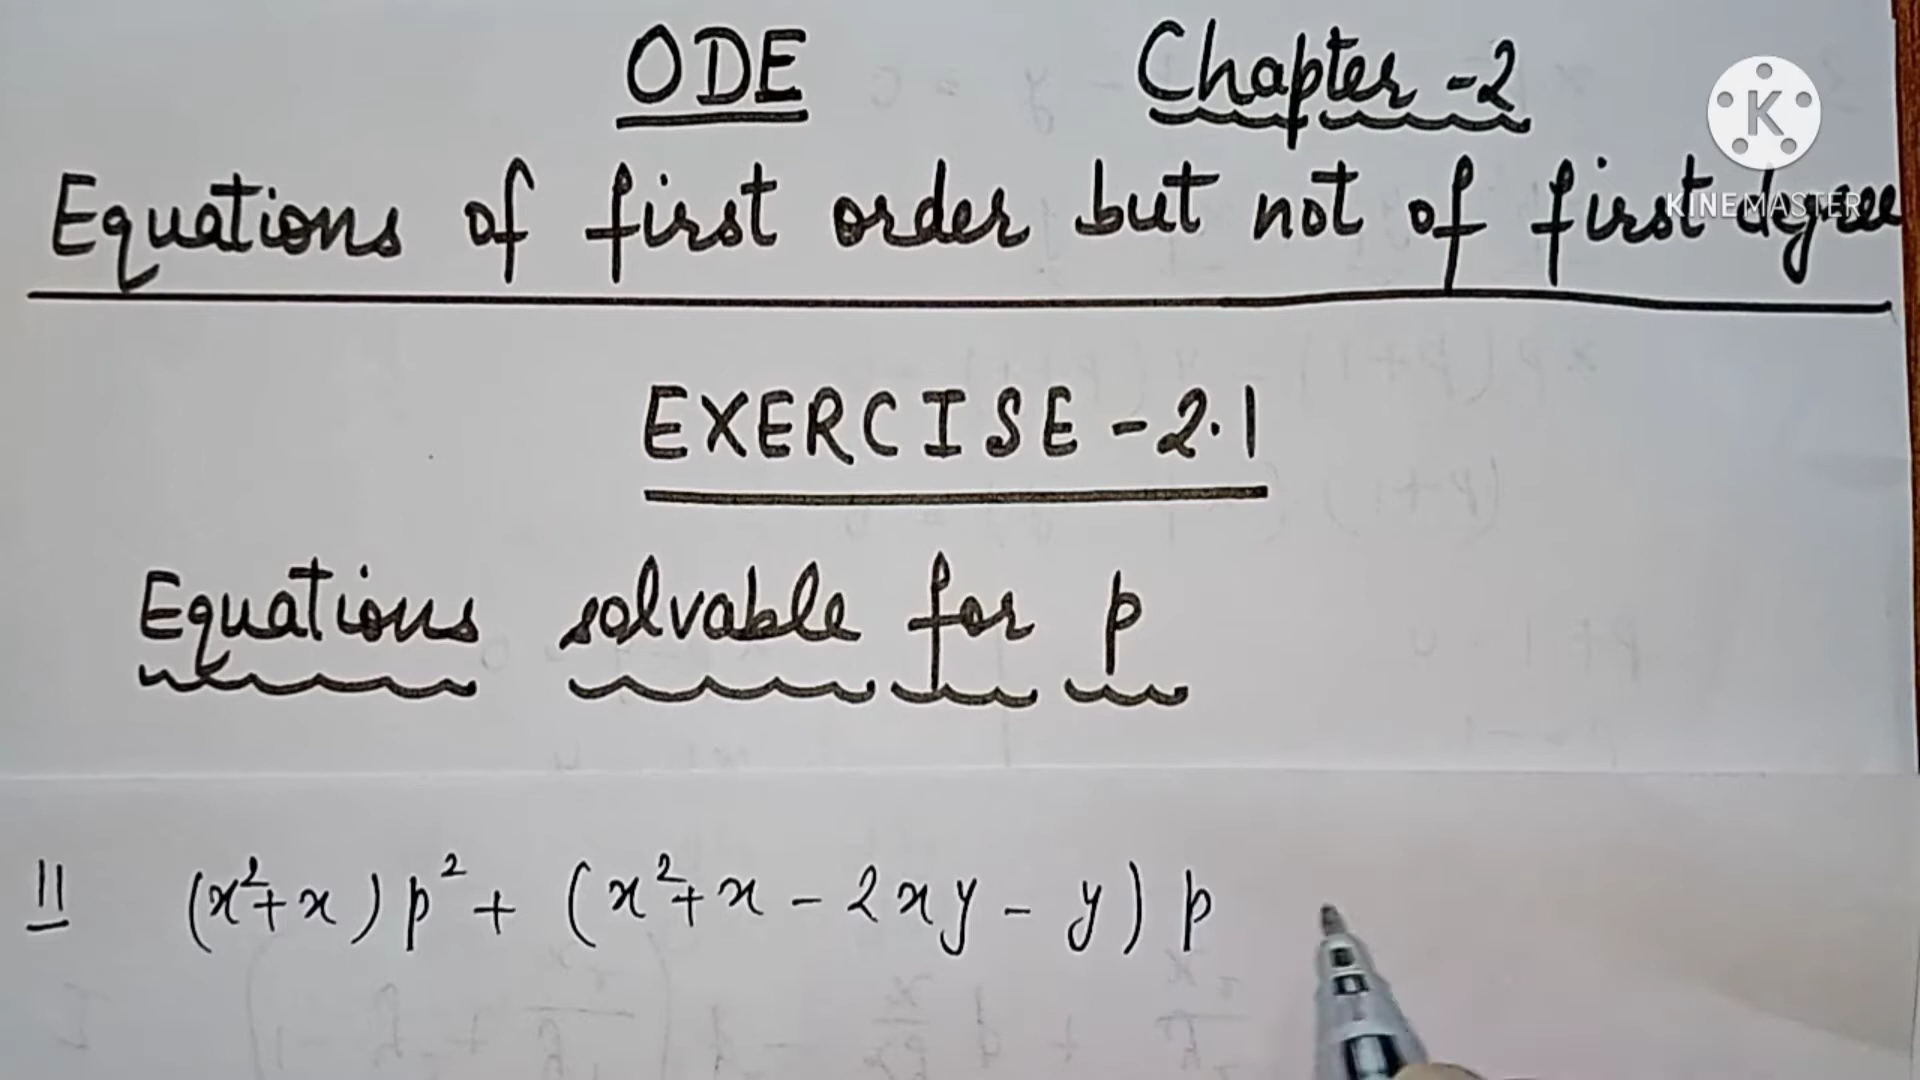 ODE Chapter-2
K
KINEMASTER
Equations of first order but not of first degree
EXERCISE-2.1
Equations solvable for p
11 (x²+x)p² + (x²+x-2xy-y)p